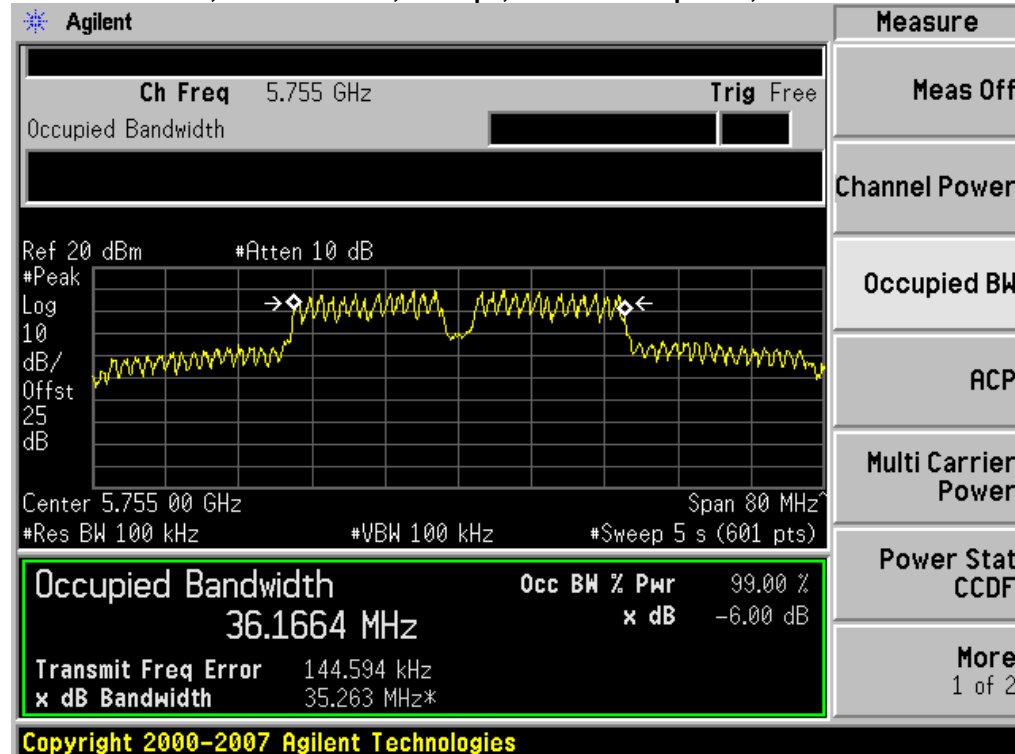 Agilent
Measure
Ch Freq 5.755 GHz Trig Free
Occupied Bandwidth
Ref 20 dBm #Atten 10 dB
#Peak
Log
10
dB/
Offst
25
dB
Center 5.755 00 GHz Span 80 MHz^
#Res BW 100 kHz #VBW 100 kHz #Sweep 5 s (601 pts)
Occupied Bandwidth
36.1664 MHz
Occ BW % Pwr 99.00 %
x dB -6.00 dB
Transmit Freq Error 144.594 kHz
x dB Bandwidth 35.263 MHz*
Copyright 2000-2007 Agilent Technologies
Meas Off
Channel Power
Occupied BW
ACP
Multi Carrier
Power
Power Stat
CCDF
More
1 of 2